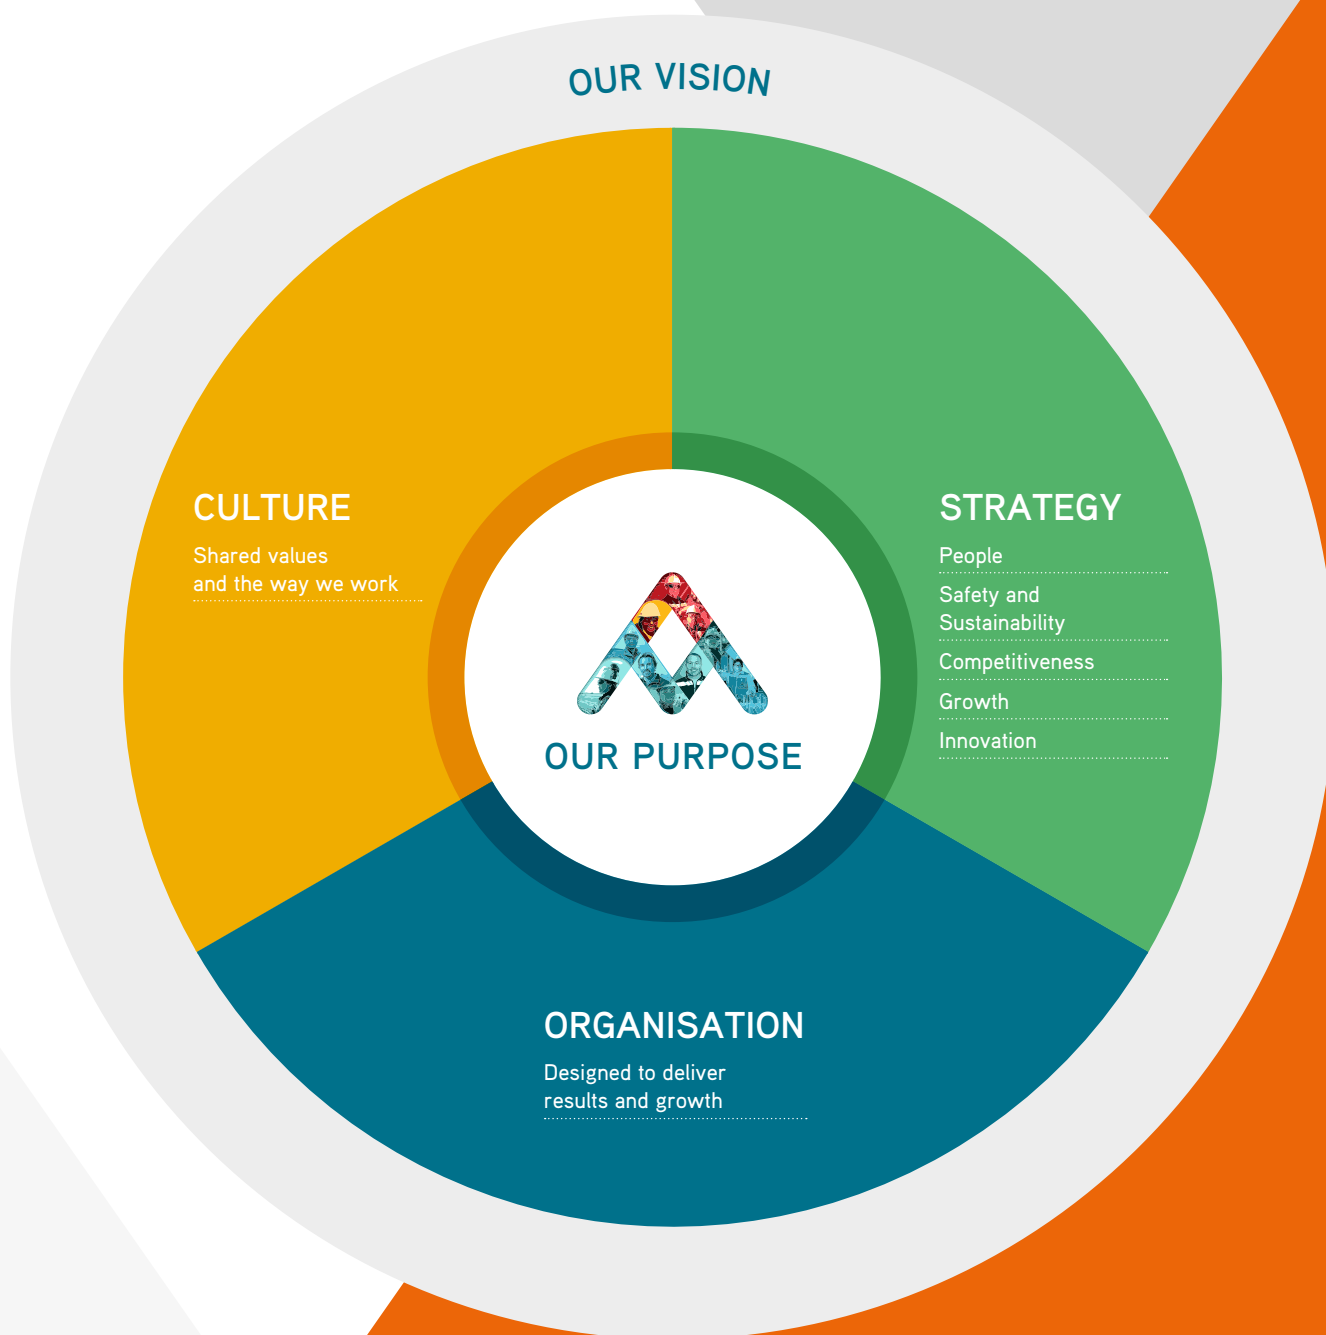 OUR VISION
CULTURE
Shared values
and the way we work
STRATEGY
People
Safety and
Sustainability
Competitiveness
Growth
Innovation
OUR PURPOSE
ORGANISATION
Designed to deliver
results and growth